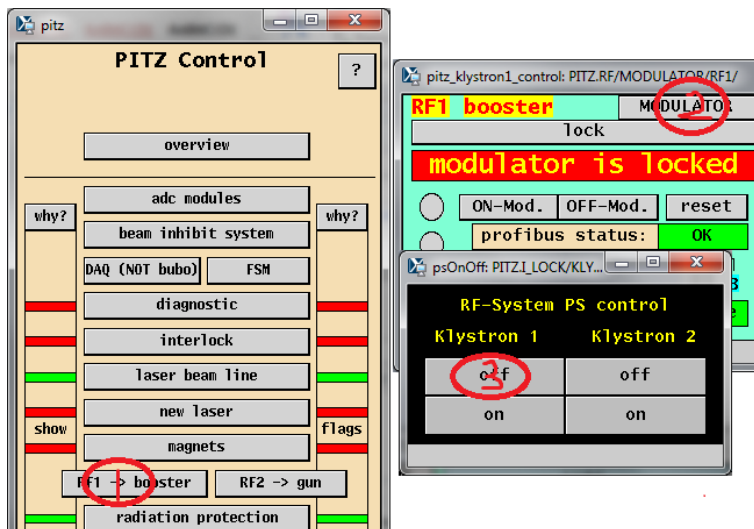 pitz
PITZ Control
?
overview
adc modules
why?
why?
beam inhibit system
DAQ (NOT bubo)
FSM
diagnostic
interlock
laser beam line
new laser
show
flags
magnets
RF1 -> booster
1
RF2 -> gun
radiation protection
pitz_klystron1_control: PITZ.RF/MODULATOR/RF1/
RF1 booster
MODULATOR
2
lock
modulator is locked
ON-Mod.
OFF-Mod.
reset
profibus status:
OK
psOnOff: PITZ.I_LOCK/KLY...
RF-System PS control
Klystron 1
Klystron 2
off
3
off
on
on